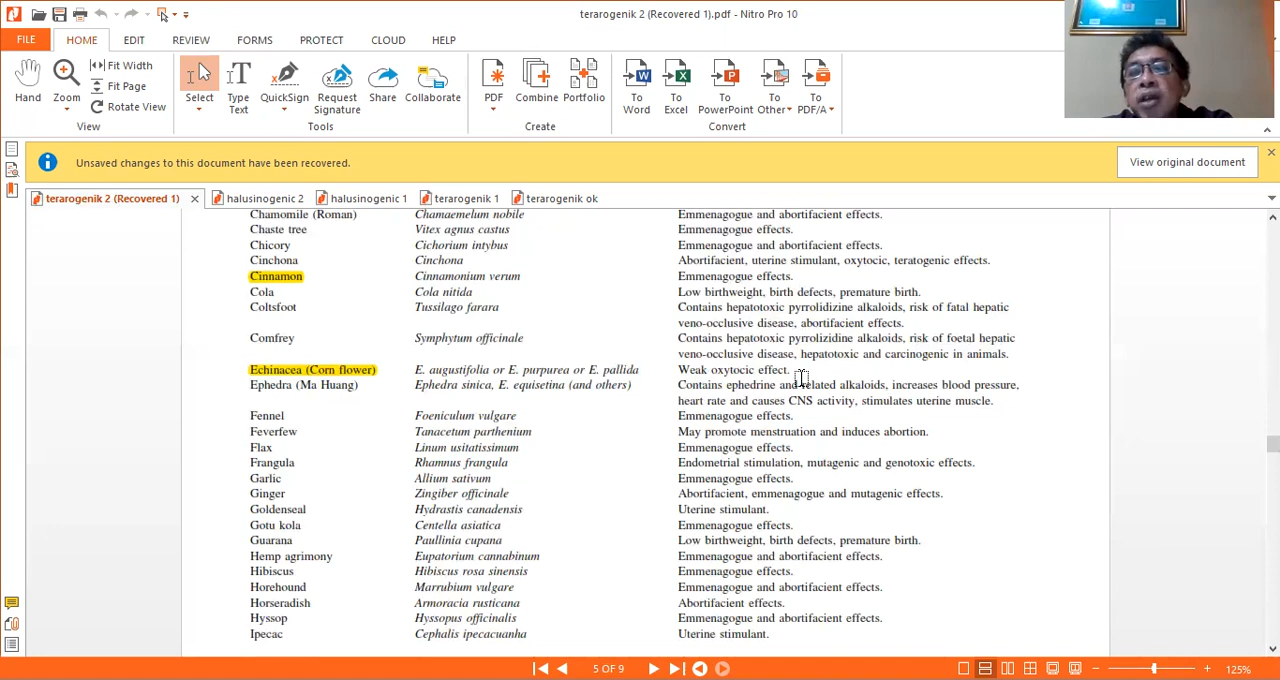 terarogenik 2 (Recovered 1).pdf - Nitro Pro 10
FILE HOME EDIT REVIEW FORMS PROTECT CLOUD HELP
Hand
Zoom
Fit Width
Fit Page
Rotate View
View
Select
Type Text
QuickSign
Request Signature
Share
Collaborate
Tools
PDF
Combine
Portfolio
Create
To Word
To Excel
To PowerPoint
To Other
To PDF/A
Convert
Unsaved changes to this document have been recovered.
View original document
terarogenik 2 (Recovered 1) halusinogenic 2 halusinogenic 1 terarogenik 1 terarogenik ok
Chamomile (Roman) Chamaemelum nobile Emmenagogue and abortifacient effects.
Chaste tree Vitex agnus castus Emmenagogue effects.
Chicory Cichorium intybus Emmenagogue and abortifacient effects.
Cinchona Cinchona Abortifacient, uterine stimulant, oxytocic, teratogenic effects.
Cinnamon Cinnamonium verum Emmenagogue effects.
Cola Cola nitida Low birthweight, birth defects, premature birth.
Coltsfoot Tussilago farara Contains hepatotoxic pyrrolidizine alkaloids, risk of fatal hepatic
veno-occlusive disease, abortifacient effects.
Comfrey Symphytum officinale Contains hepatotoxic pyrrolizidine alkaloids, risk of foetal hepatic
veno-occlusive disease, hepatotoxic and carcinogenic in animals.
Echinacea (Corn flower) E. augustifolia or E. purpurea or E. pallida Weak oxytocic effect.
Ephedra (Ma Huang) Ephedra sinica, E. equisetina (and others) Contains ephedrine and related alkaloids, increases blood pressure,
heart rate and causes CNS activity, stimulates uterine muscle.
Fennel Foeniculum vulgare Emmenagogue effects.
Feverfew Tanacetum parthenium May promote menstruation and induces abortion.
Flax Linum usitatissimum Emmenagogue effects.
Frangula Rhamnus frangula Endometrial stimulation, mutagenic and genotoxic effects.
Garlic Allium sativum Emmenagogue effects.
Ginger Zingiber officinale Abortifacient, emmenagogue and mutagenic effects.
Goldenseal Hydrastis canadensis Uterine stimulant.
Gotu kola Centella asiatica Emmenagogue effects.
Guarana Paullinia cupana Low birthweight, birth defects, premature birth.
Hemp agrimony Eupatorium cannabinum Emmenagogue and abortifacient effects.
Hibiscus Hibiscus rosa sinensis Emmenagogue effects.
Horehound Marrubium vulgare Emmenagogue and abortifacient effects.
Horseradish Armoracia rusticana Abortifacient effects.
Hyssop Hyssopus officinalis Emmenagogue and abortifacient effects.
Ipecac Cephalis ipecacuanha Uterine stimulant.
5 OF 9
125%